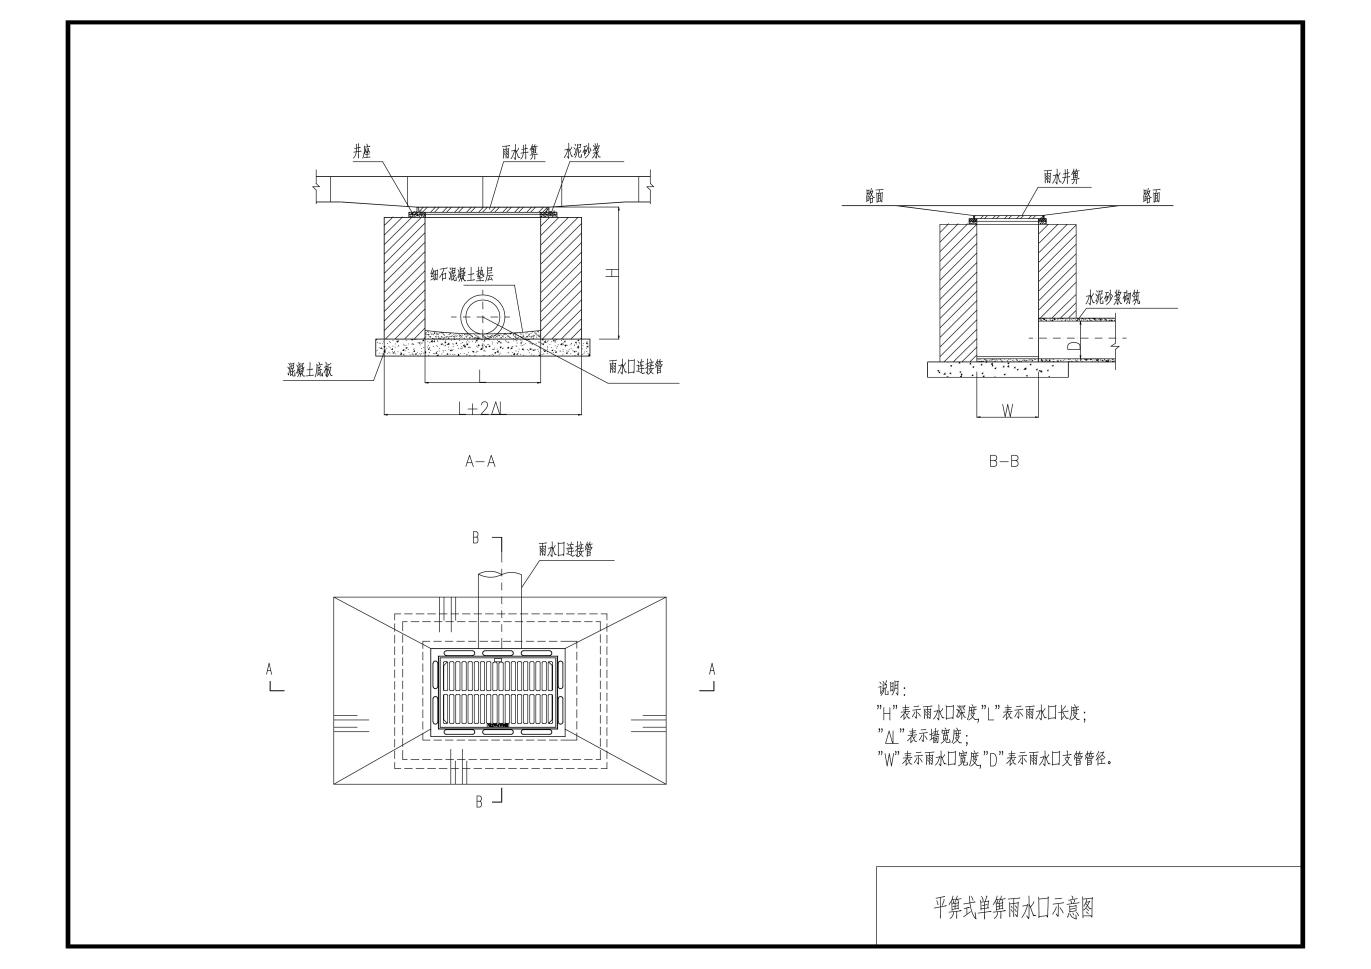 井座
雨水井箅
水泥砂浆
H
细石混凝土垫层
混凝土底板
雨水口连接管
L
L+2△L
A-A
雨水井箅
路面
路面
水泥砂浆砌筑
D
W
B-B
B
雨水口连接管
A
A
B
说明：
"H"表示雨水口深度,"L"表示雨水口长度；
"△L"表示墙宽度；
"W"表示雨水口宽度,"D"表示雨水口支管管径。
平箅式单箅雨水口示意图